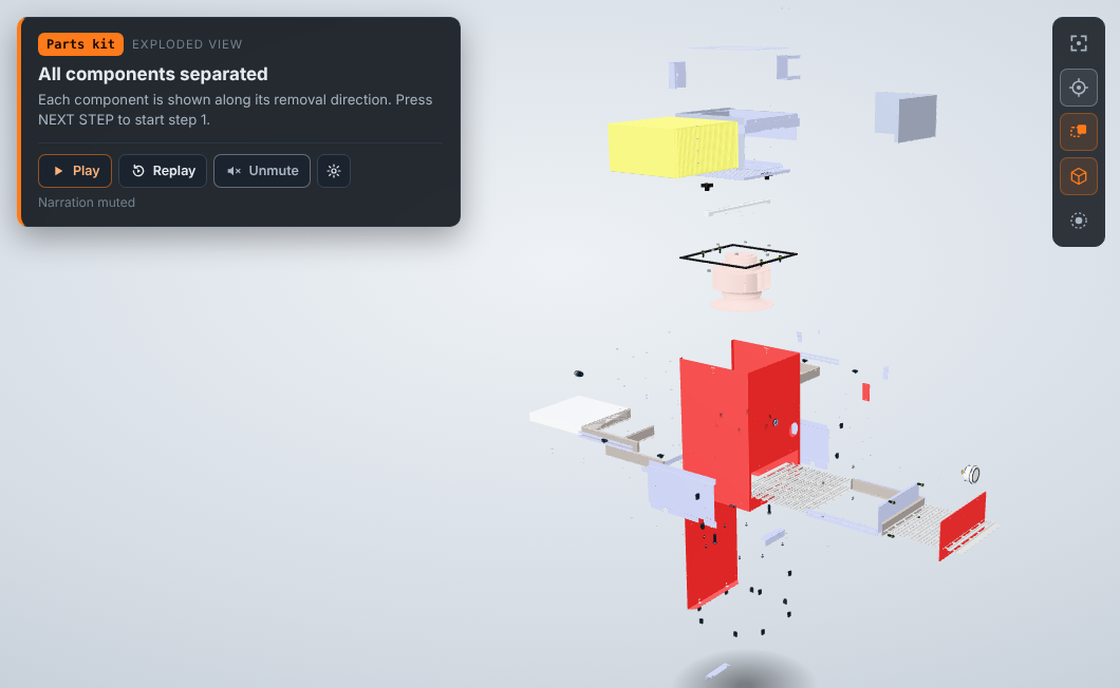 Parts kit EXPLODED VIEW
All components separated
Each component is shown along its removal direction. Press
NEXT STEP to start step 1.
Play Replay Unmute
Narration muted